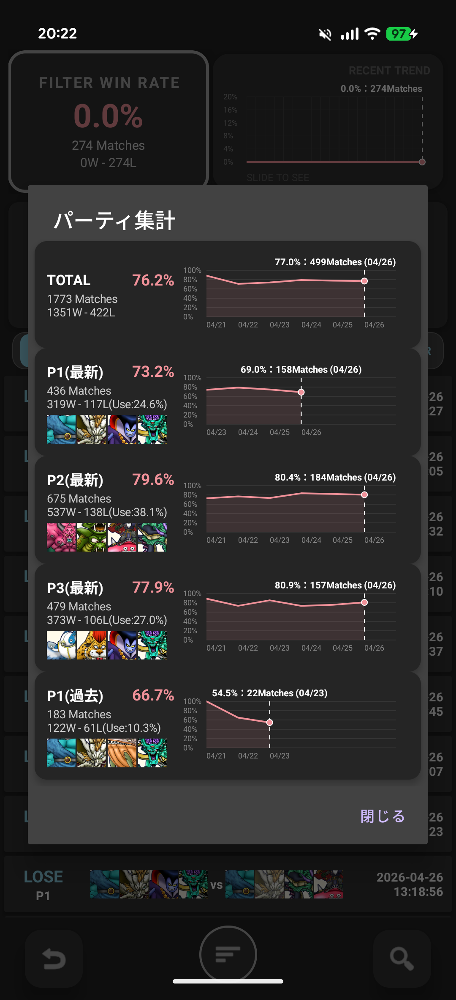 20:22
97
FILTER WIN RATE
0.0%
274 Matches
0W - 274L
RECENT TREND
0.0%：274Matches
20%
16%
12%
8%
4%
0%
SLIDE TO SEE
パーティ集計
TOTAL 76.2%
1773 Matches
1351W - 422L
77.0%：499Matches (04/26)
100%
80%
60%
40%
20%
0%
04/21 04/22 04/23 04/24 04/25 04/26
P1(最新) 73.2%
436 Matches
319W - 117L(Use:24.6%)
69.0%：158Matches (04/26)
100%
80%
60%
40%
20%
0%
04/23 04/24 04/25 04/26
P2(最新) 79.6%
675 Matches
537W - 138L(Use:38.1%)
80.4%：184Matches (04/26)
100%
80%
60%
40%
20%
0%
04/21 04/22 04/23 04/24 04/25 04/26
P3(最新) 77.9%
479 Matches
373W - 106L(Use:27.0%)
80.9%：157Matches (04/26)
100%
80%
60%
40%
20%
0%
04/21 04/22 04/23 04/24 04/25 04/26
P1(過去) 66.7%
183 Matches
122W - 61L(Use:10.3%)
54.5%：22Matches (04/23)
100%
80%
60%
40%
20%
0%
04/21 04/22 04/23
閉じる
R
-26
:27
-26
:05
-26
:32
-26
:10
-26
:37
-26
:45
-26
:07
-26
:23
LOSE
P1
vs
2026-04-26
13:18:56